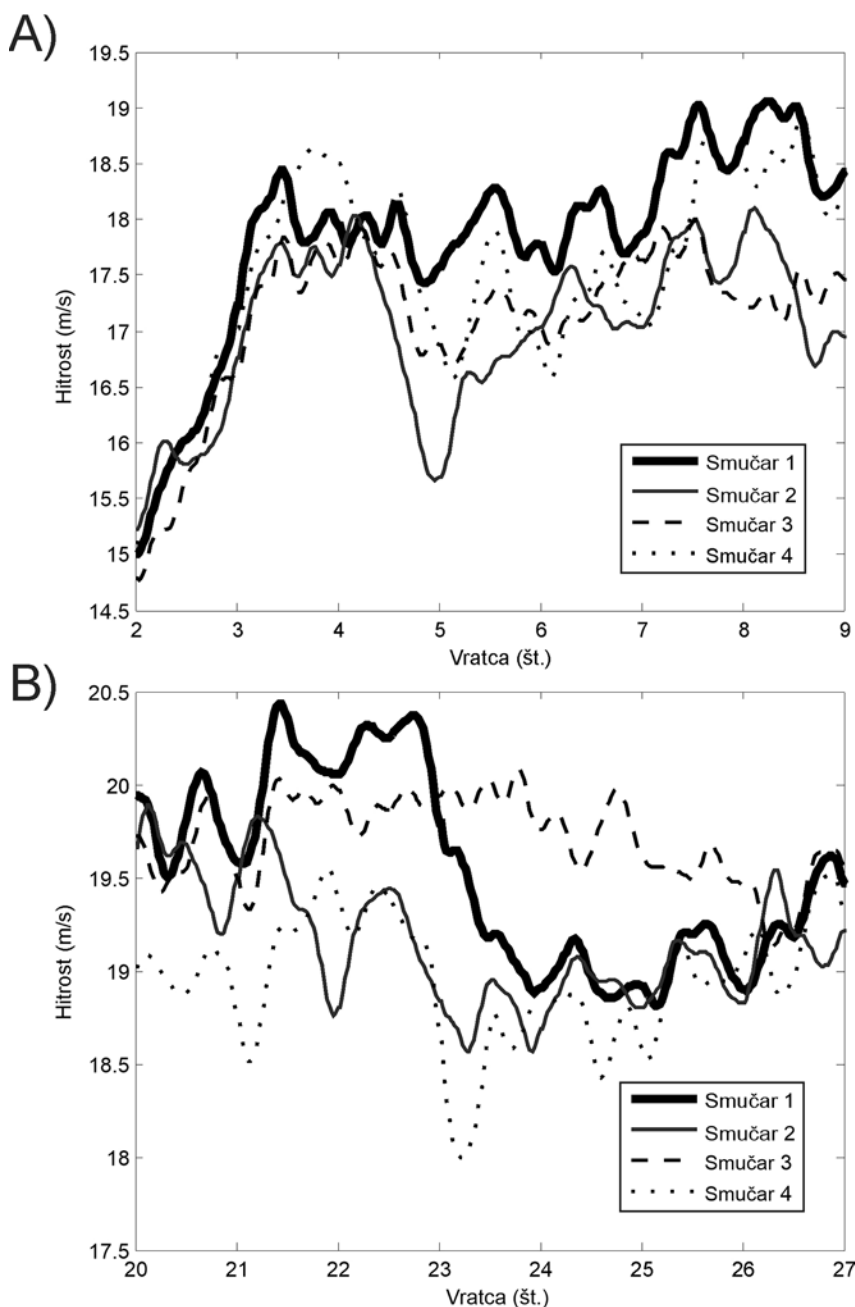 A)
19.5
19
18.5
18
17.5
17
16.5
16
15.5
15
14.5
Hitrost (m/s)
2 3 4 5 6 7 8 9
Vratca (št.)
Smučar 1
Smučar 2
Smučar 3
Smučar 4
B)
20.5
20
19.5
19
18.5
18
17.5
Hitrost (m/s)
20 21 22 23 24 25 26 27
Vratca (št.)
Smučar 1
Smučar 2
Smučar 3
Smučar 4